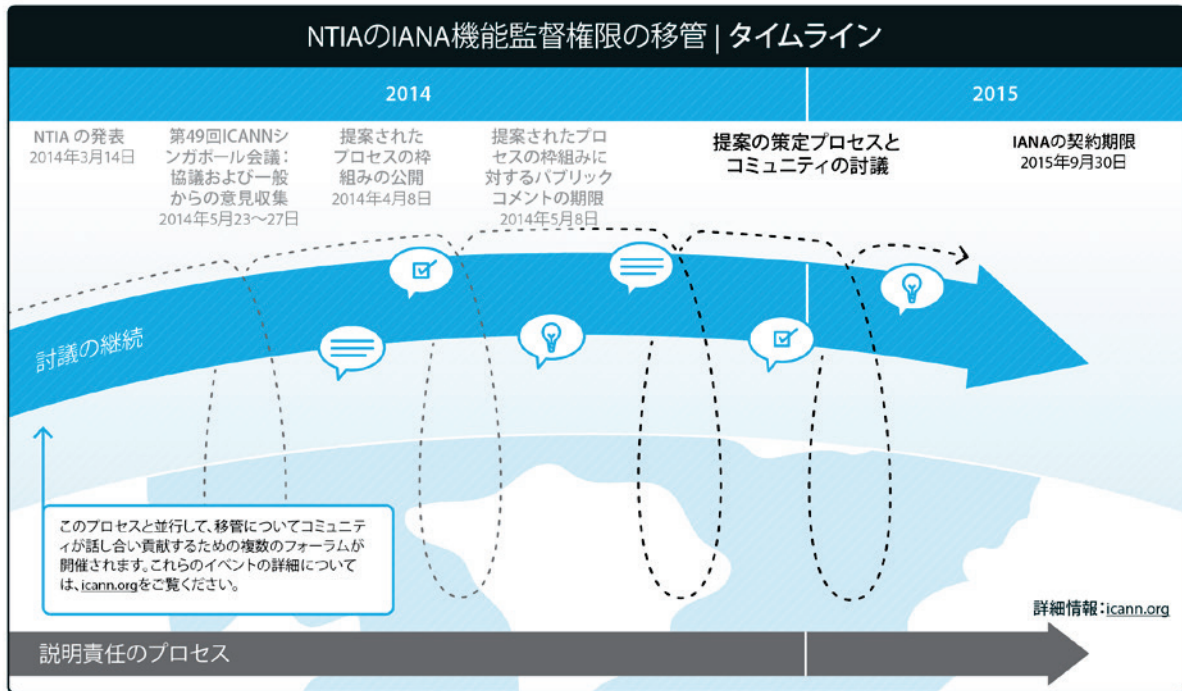 NTIAのIANA機能監督権限の移管 | タイムライン
2014
2015
NTIA の発表
2014年3月14日
第49回ICANNシ
ンガポール会議：
協議および一般
からの意見収集
2014年5月23～27日
提案された
プロセスの枠
組みの公開
2014年4月8日
提案されたプロ
セスの枠組みに
対するパブリック
コメントの期限
2014年5月8日
提案の策定プロセスと
コミュニティの討議
IANAの契約期限
2015年9月30日
討議の継続
このプロセスと並行して、移管についてコミュニテ
ィが話し合い貢献するための複数のフォーラムが
開催されます。これらのイベントの詳細について
は、icann.orgをご覧ください。
詳細情報：icann.org
説明責任のプロセス